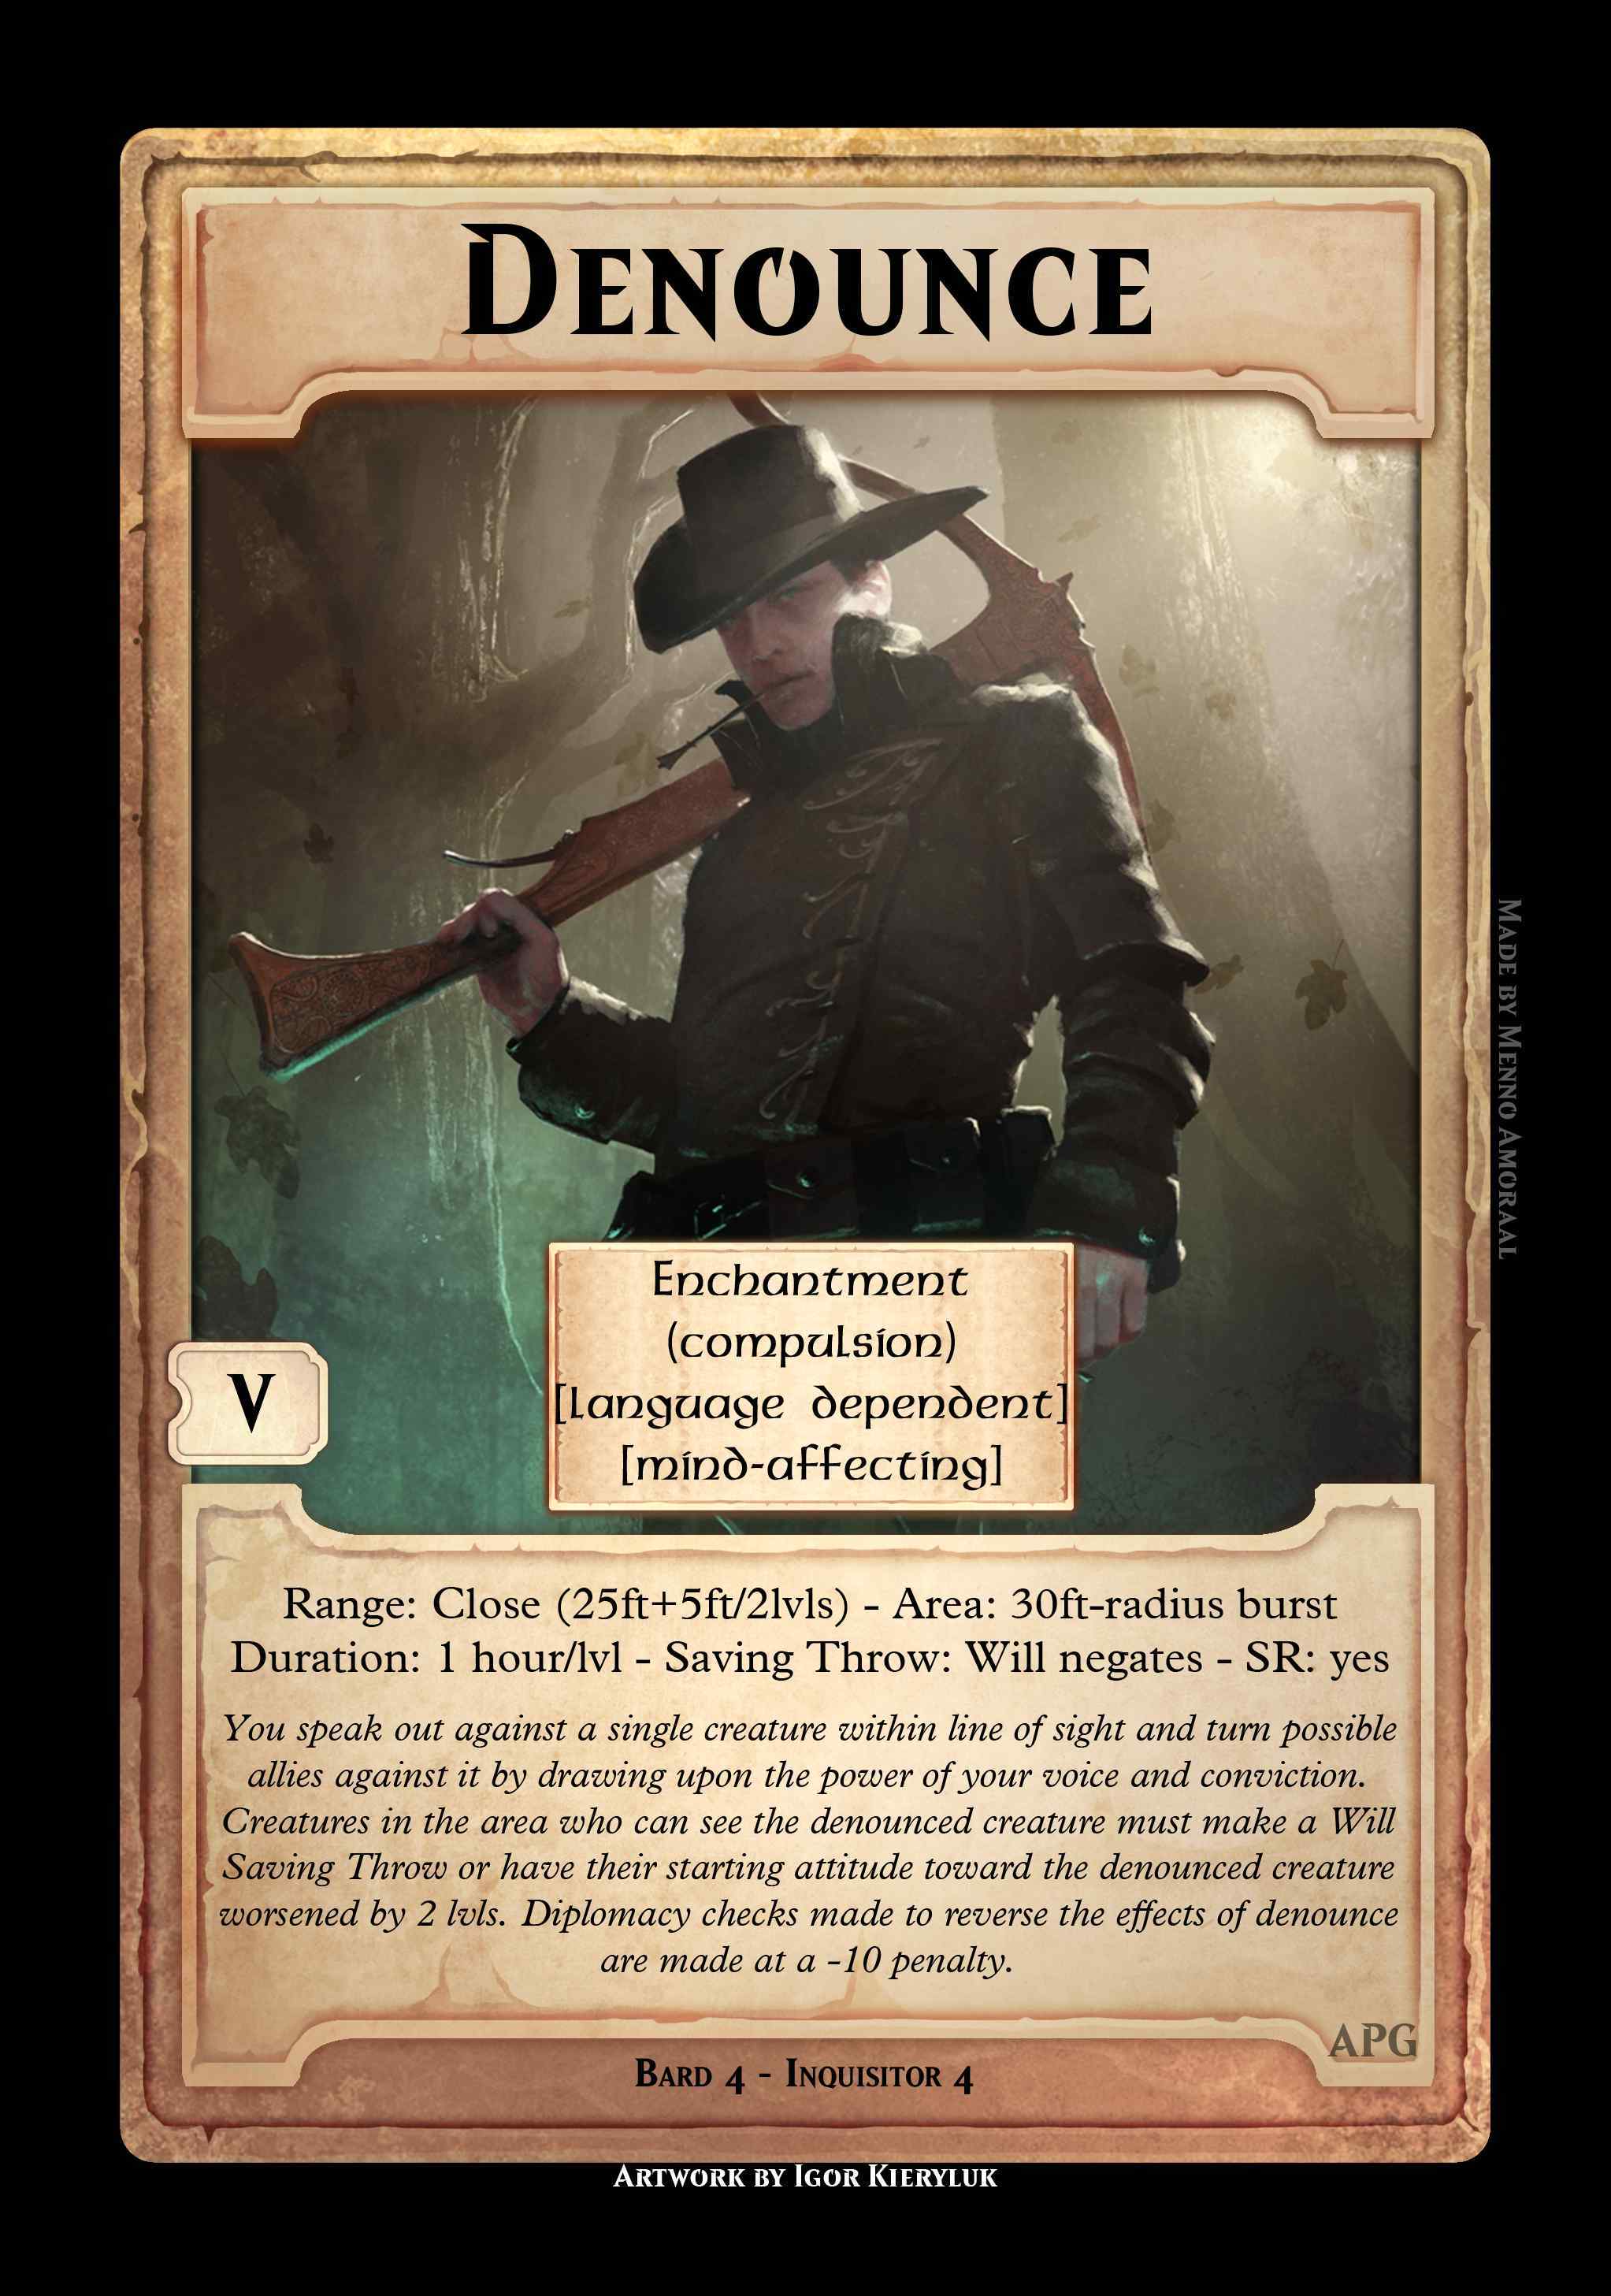 Denounce
Made by Menno Amoraal
Enchantment
(compulsion)
[language dependent]
[mind-affecting]
V
Range: Close (25ft+5ft/2lvls) - Area: 30ft-radius burst
Duration: 1 hour/lvl - Saving Throw: Will negates - SR: yes
You speak out against a single creature within line of sight and turn possible
allies against it by drawing upon the power of your voice and conviction.
Creatures in the area who can see the denounced creature must make a Will
Saving Throw or have their starting attitude toward the denounced creature
worsened by 2 lvls. Diplomacy checks made to reverse the effects of denounce
are made at a -10 penalty.
APG
Bard 4 - Inquisitor 4
Artwork by Igor Kieryluk